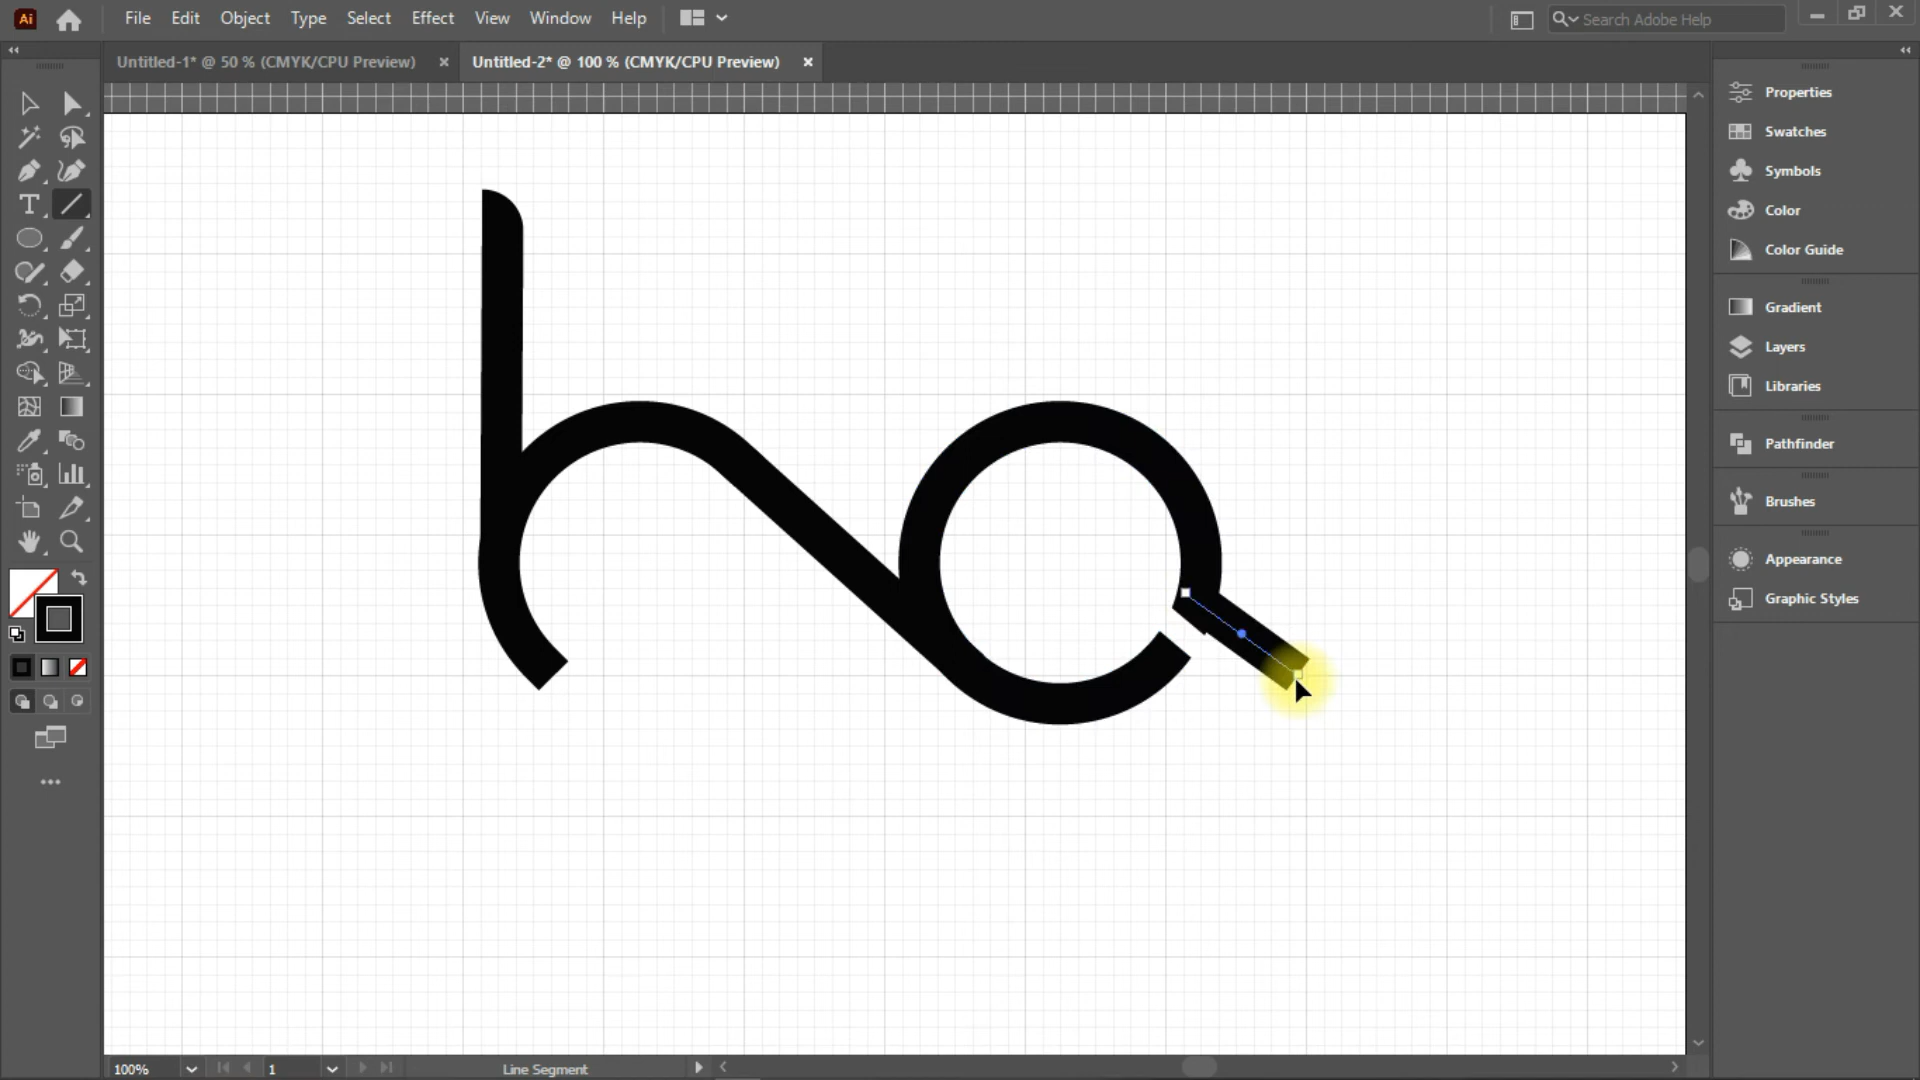 Ai File Edit Object Type Select Effect View Window Help Search Adobe Help
Untitled-1* @ 50 % (CMYK/CPU Preview) × Untitled-2* @ 100 % (CMYK/CPU Preview) ×
Properties
Swatches
Symbols
Color
Color Guide
Gradient
Layers
Libraries
Pathfinder
Brushes
Appearance
Graphic Styles
100% 1 Line Segment